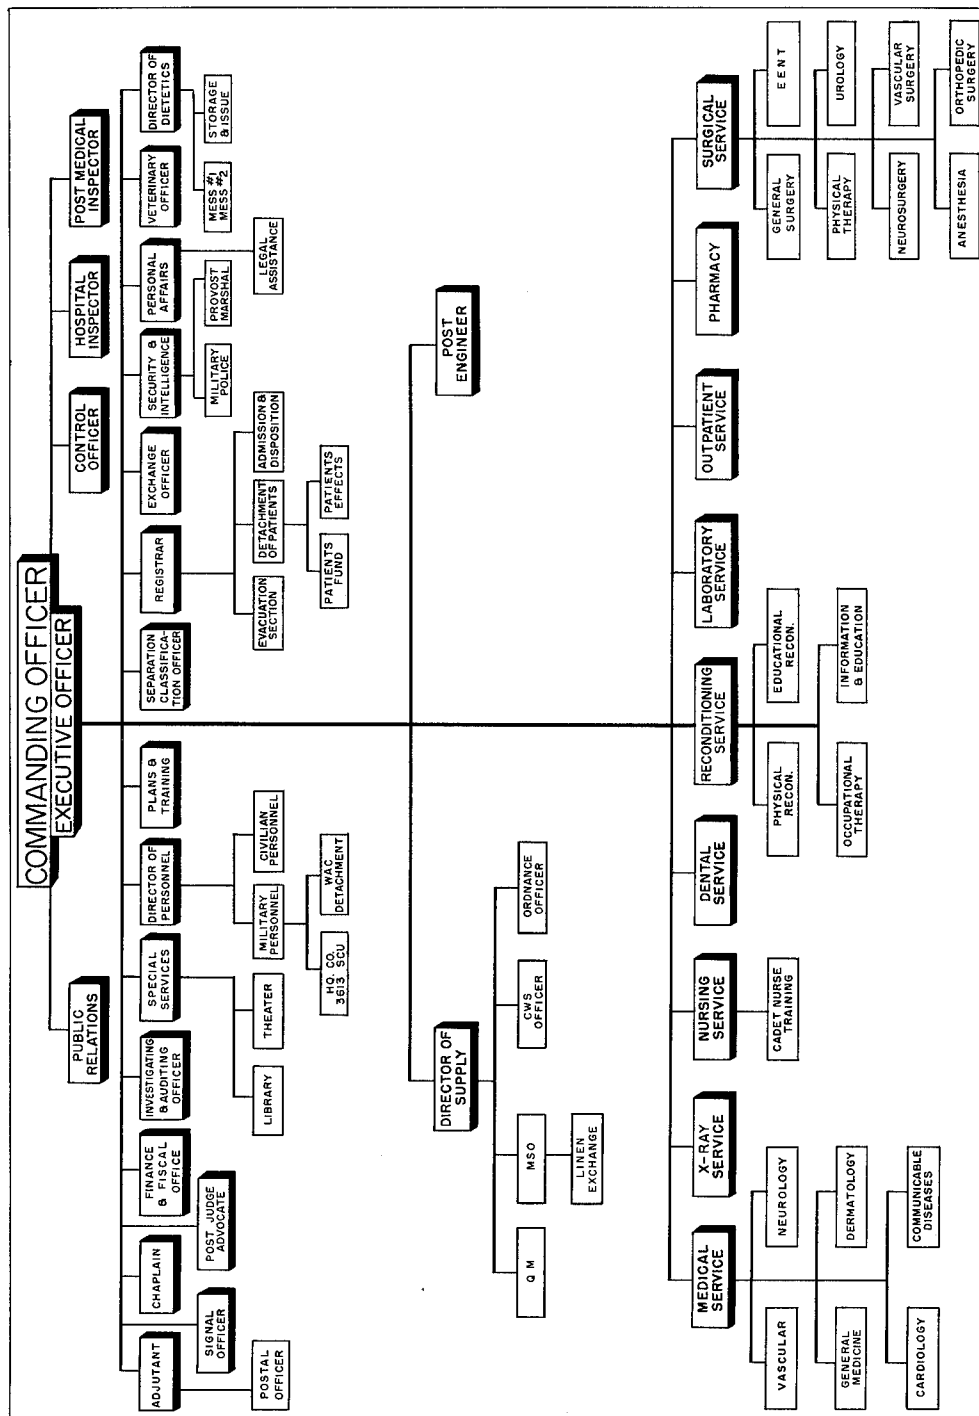 COMMANDING OFFICER
EXECUTIVE OFFICER
PUBLIC
RELATIONS
CONTROL
OFFICER
HOSPITAL
INSPECTOR
POST MEDICAL
INSPECTOR
ADJUTANT
POSTAL
OFFICER
SIGNAL
OFFICER
CHAPLAIN
POST JUDGE
ADVOCATE
FINANCE
& FISCAL
OFFICE
INVESTIGATING
& AUDITING
OFFICER
SPECIAL
SERVICES
LIBRARY
THEATER
DIRECTOR OF
PERSONNEL
MILITARY
PERSONNEL
CIVILIAN
PERSONNEL
HQ. CO.
3613 SCU
WAC
DETACHMENT
PLANS &
TRAINING
SEPARATION
CLASSIFICA-
TION OFFICER
REGISTRAR
EVACUATION
SECTION
DETACHMENT
OF PATIENTS
ADMISSION &
DISPOSITION
PATIENTS
FUND
PATIENTS
EFFECTS
EXCHANGE
OFFICER
SECURITY &
INTELLIGENCE
MILITARY
POLICE
PROVOST
MARSHAL
PERSONAL
AFFAIRS
LEGAL
ASSISTANCE
VETERINARY
OFFICER
DIRECTOR OF
DIETETICS
MESS #1
MESS #2
STORAGE
& ISSUE
DIRECTOR OF
SUPPLY
POST
ENGINEER
Q M
MSO
LINEN
EXCHANGE
CWS
OFFICER
ORDNANCE
OFFICER
MEDICAL
SERVICE
VASCULAR
NEUROLOGY
GENERAL
MEDICINE
DERMATOLOGY
CARDIOLOGY
COMMUNICABLE
DISEASES
X-RAY
SERVICE
NURSING
SERVICE
CADET NURSE
TRAINING
DENTAL
SERVICE
RECONDITIONING
SERVICE
PHYSICAL
RECON.
EDUCATIONAL
RECON.
OCCUPATIONAL
THERAPY
INFORMATION
& EDUCATION
LABORATORY
SERVICE
OUTPATIENT
SERVICE
PHARMACY
SURGICAL
SERVICE
GENERAL
SURGERY
E E N T
PHYSICAL
THERAPY
UROLOGY
NEUROSURGERY
VASCULAR
SURGERY
ANESTHESIA
ORTHOPEDIC
SURGERY